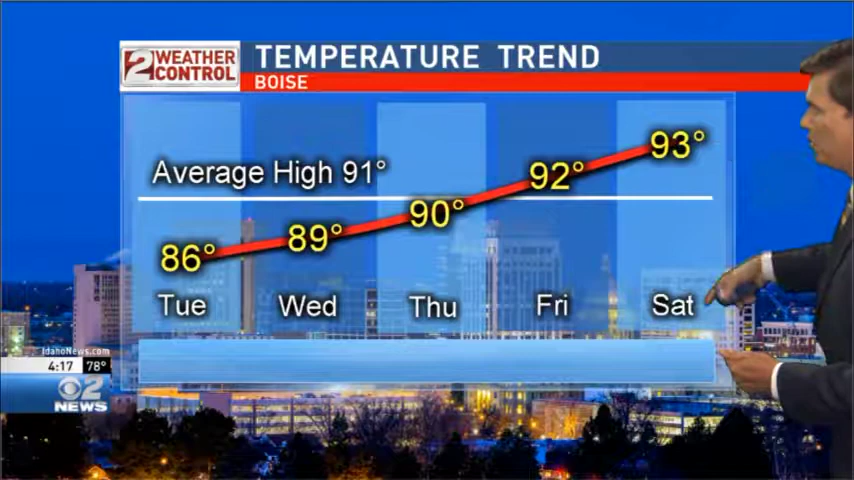 2 WEATHER CONTROL
TEMPERATURE TREND
BOISE
Average High 91°
86° 89° 90° 92° 93°
Tue Wed Thu Fri Sat
IdahoNews.com
4:17 78°
2
NEWS